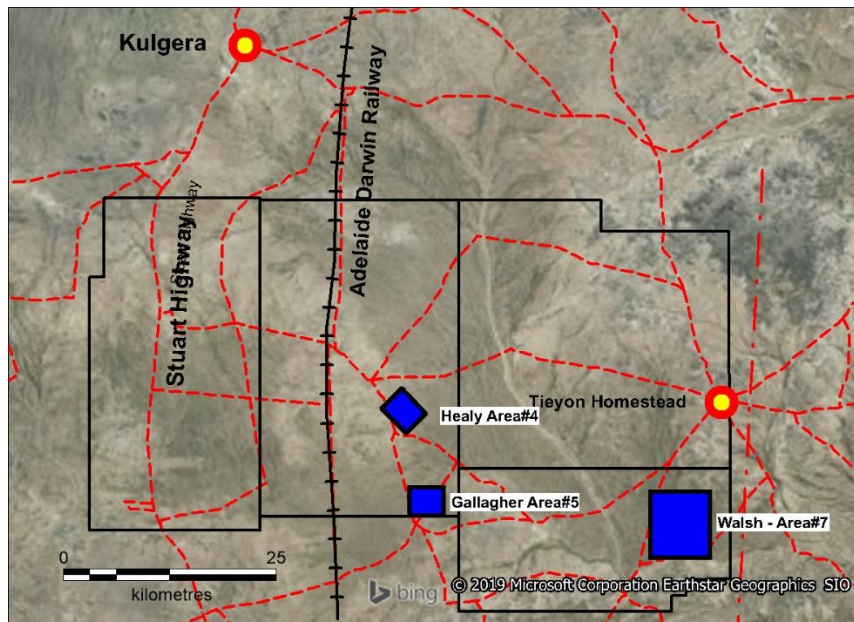 Kulgera
Adelaide Darwin Railway
Stuart Highway
Highway
Tieyon Homestead
Healy Area#4
Gallagher Area#5
Walsh - Area#7
0
25
kilometres
bing
© 2019 Microsoft Corporation Earthstar Geographics SIO